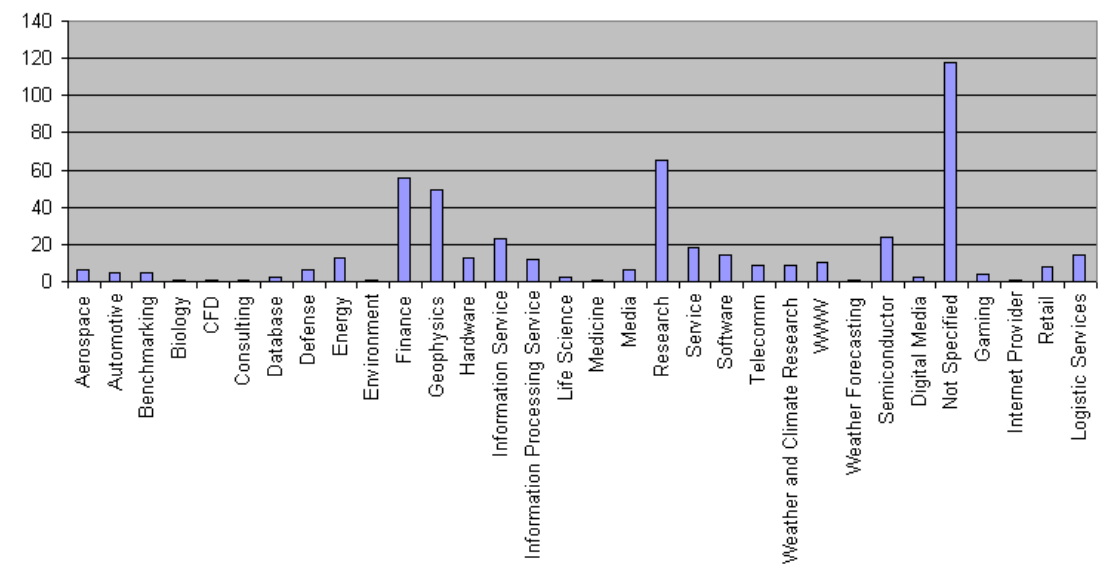 140
120
100
80
60
40
20
0
Aerospace
Automotive
Benchmarking
Biology
CFD
Consulting
Database
Defense
Energy
Environment
Finance
Geophysics
Hardware
Information Service
Information Processing Service
Life Science
Medicine
Media
Research
Service
Software
Telecomm
Weather and Climate Research
WWW
Weather Forecasting
Semiconductor
Digital Media
Not Specified
Gaming
Internet Provider
Retail
Logistic Services